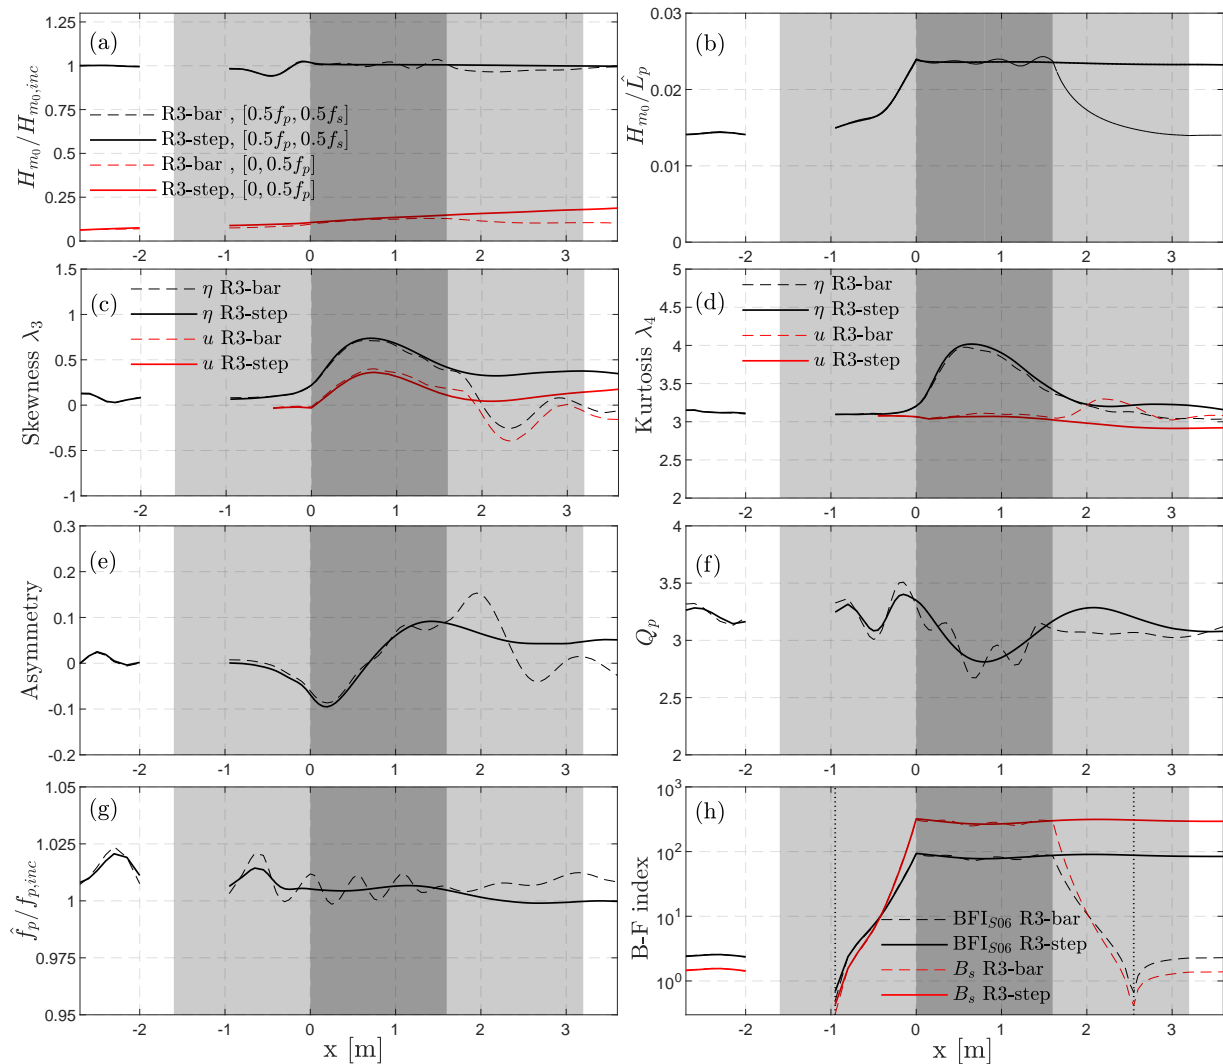 (a)
H_{m_0}/H_{m_0,inc}
1.25
1
0.75
0.5
0.25
0
R3-bar , [0.5f_p, 0.5f_s]
R3-step, [0.5f_p, 0.5f_s]
R3-bar , [0, 0.5f_p]
R3-step, [0, 0.5f_p]
-2 -1 0 1 2 3
(b)
H_{m_0}/L̂_p
0.03
0.02
0.01
0
-2 -1 0 1 2 3
(c)
Skewness λ_3
1.5
1
0.5
0
-0.5
-1
η R3-bar
η R3-step
u R3-bar
u R3-step
-2 -1 0 1 2 3
(d)
Kurtosis λ_4
5
4.5
4
3.5
3
2.5
2
η R3-bar
η R3-step
u R3-bar
u R3-step
-2 -1 0 1 2 3
(e)
Asymmetry
0.3
0.2
0.1
0
-0.1
-0.2
-2 -1 0 1 2 3
(f)
Q_p
4
3.5
3
2.5
2
-2 -1 0 1 2 3
(g)
f̂_p/f_{p,inc}
1.05
1.025
1
0.975
0.95
-2 -1 0 1 2 3
x [m]
(h)
B-F index
10^3
10^2
10^1
10^0
BFI_{S06} R3-bar
BFI_{S06} R3-step
B_s R3-bar
B_s R3-step
-2 -1 0 1 2 3
x [m]